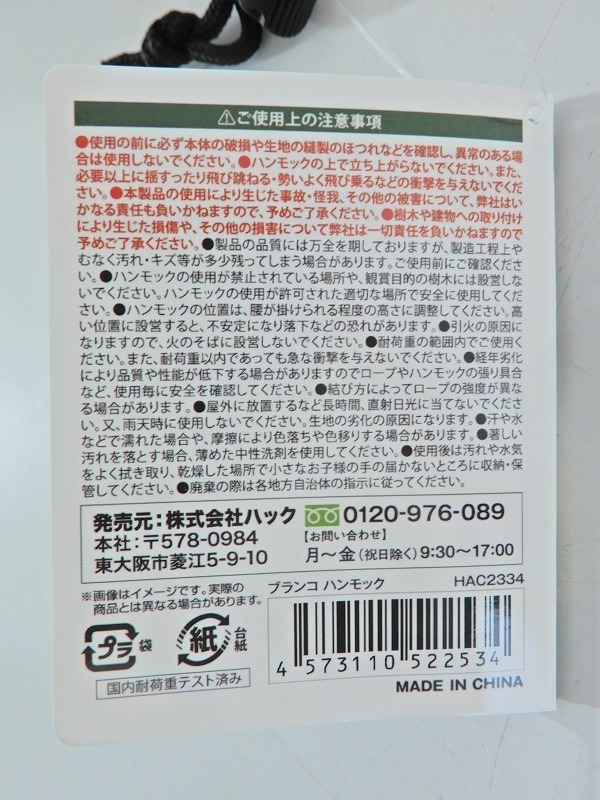 ⚠ご使用上の注意事項
●使用の前に必ず本体の破損や生地の縫製のほつれなどを確認し、異常のある場
合は使用しないでください。●ハンモックの上で立ち上がらないでください。また、
必要以上に揺すったり飛び跳ねる・勢いよく飛び乗るなどの衝撃を与えないでくだ
さい。●本製品の使用により生じた事故・怪我、その他の被害について、弊社はい
かなる責任も負いかねますので、予めご了承ください。●樹木や建物への取り付け
により生じた損傷や、その他の損害について弊社は一切責任を負いかねますので
予めご了承ください。●製品の品質には万全を期しておりますが、製造工程上や
むなく汚れ・キズ等が多少残ってしまう場合があります。ご使用前にご確認ください。
●ハンモックの使用が禁止されている場所や、観賞目的の樹木には設営し
ないでください。ハンモックの使用が許可された適切な場所で安全に使用してくだ
さい。●ハンモックの位置は、腰が掛けられる程度の高さに調整してください。高
い位置に設営すると、不安定になり落下などの恐れがあります。●引火の原因に
なりますので、火のそばに設営しないでください。●耐荷重の範囲内でご使用く
ださい。また、耐荷重以内であっても急な衝撃を与えないでください。●経年劣化
により品質や性能が低下する場合がありますのでロープやハンモックの張り具合
など、使用毎に安全を確認してください。●結び方によってロープの強度が異な
る場合があります。●屋外に放置するなど長時間、直射日光に当てないでくださ
い。又、雨天時に使用しないでください。生地の劣化の原因になります。●汗や水
などで濡れた場合や、摩擦により色落ちや色移りする場合があります。●著しい
汚れを落とす場合、薄めた中性洗剤を使用してください。●使用後は汚れや水気
をよく拭き取り、乾燥した場所で小さなお子様の手の届かないところに収納・保
管してください。●廃棄の際は各地方自治体の指示に従ってください。
発売元:株式会社ハック
本社:〒578-0984
東大阪市菱江5-9-10
0120-976-089
【お問い合わせ】
月〜金(祝日除く)9:30〜17:00
※画像はイメージです。実際の
商品とは異なる場合があります。
ブランコ ハンモック HAC2334
プラ 袋
紙 台紙
国内耐荷重テスト済み
4 573110 522534
MADE IN CHINA